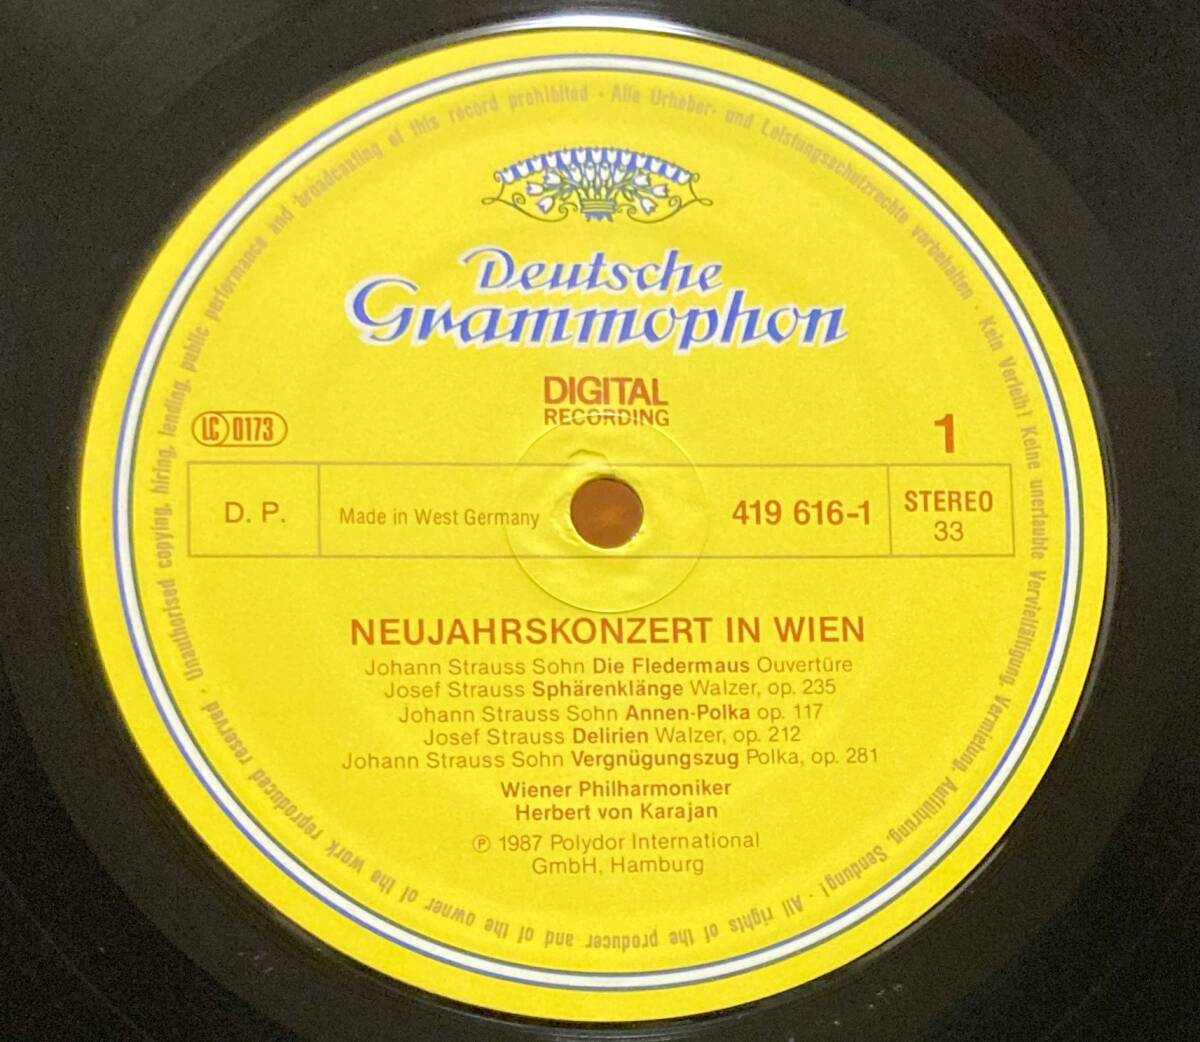 Deutsche
Grammophon
DIGITAL
RECORDING
LC 0173
1
D. P.
Made in West Germany
419 616-1
STEREO
33
NEUJAHRSKONZERT IN WIEN
Johann Strauss Sohn Die Fledermaus Ouvertüre
Josef Strauss Sphärenklänge Walzer, op. 235
Johann Strauss Sohn Annen-Polka op. 117
Josef Strauss Delirien Walzer, op. 212
Johann Strauss Sohn Vergnügungszug Polka, op. 281
Wiener Philharmoniker
Herbert von Karajan
℗ 1987 Polydor International
GmbH, Hamburg
Alle Urheber- und Leistungsschutzrechte vorbehalten · Kein Verleih! Keine unerlaubte Vervielfältigung, Vermietung, Aufführung, Sendung! · All rights of the producer and of the owner of the work reproduced reserved · Unauthorised copying, hiring, lending, public performance and broadcasting of this record prohibited ·